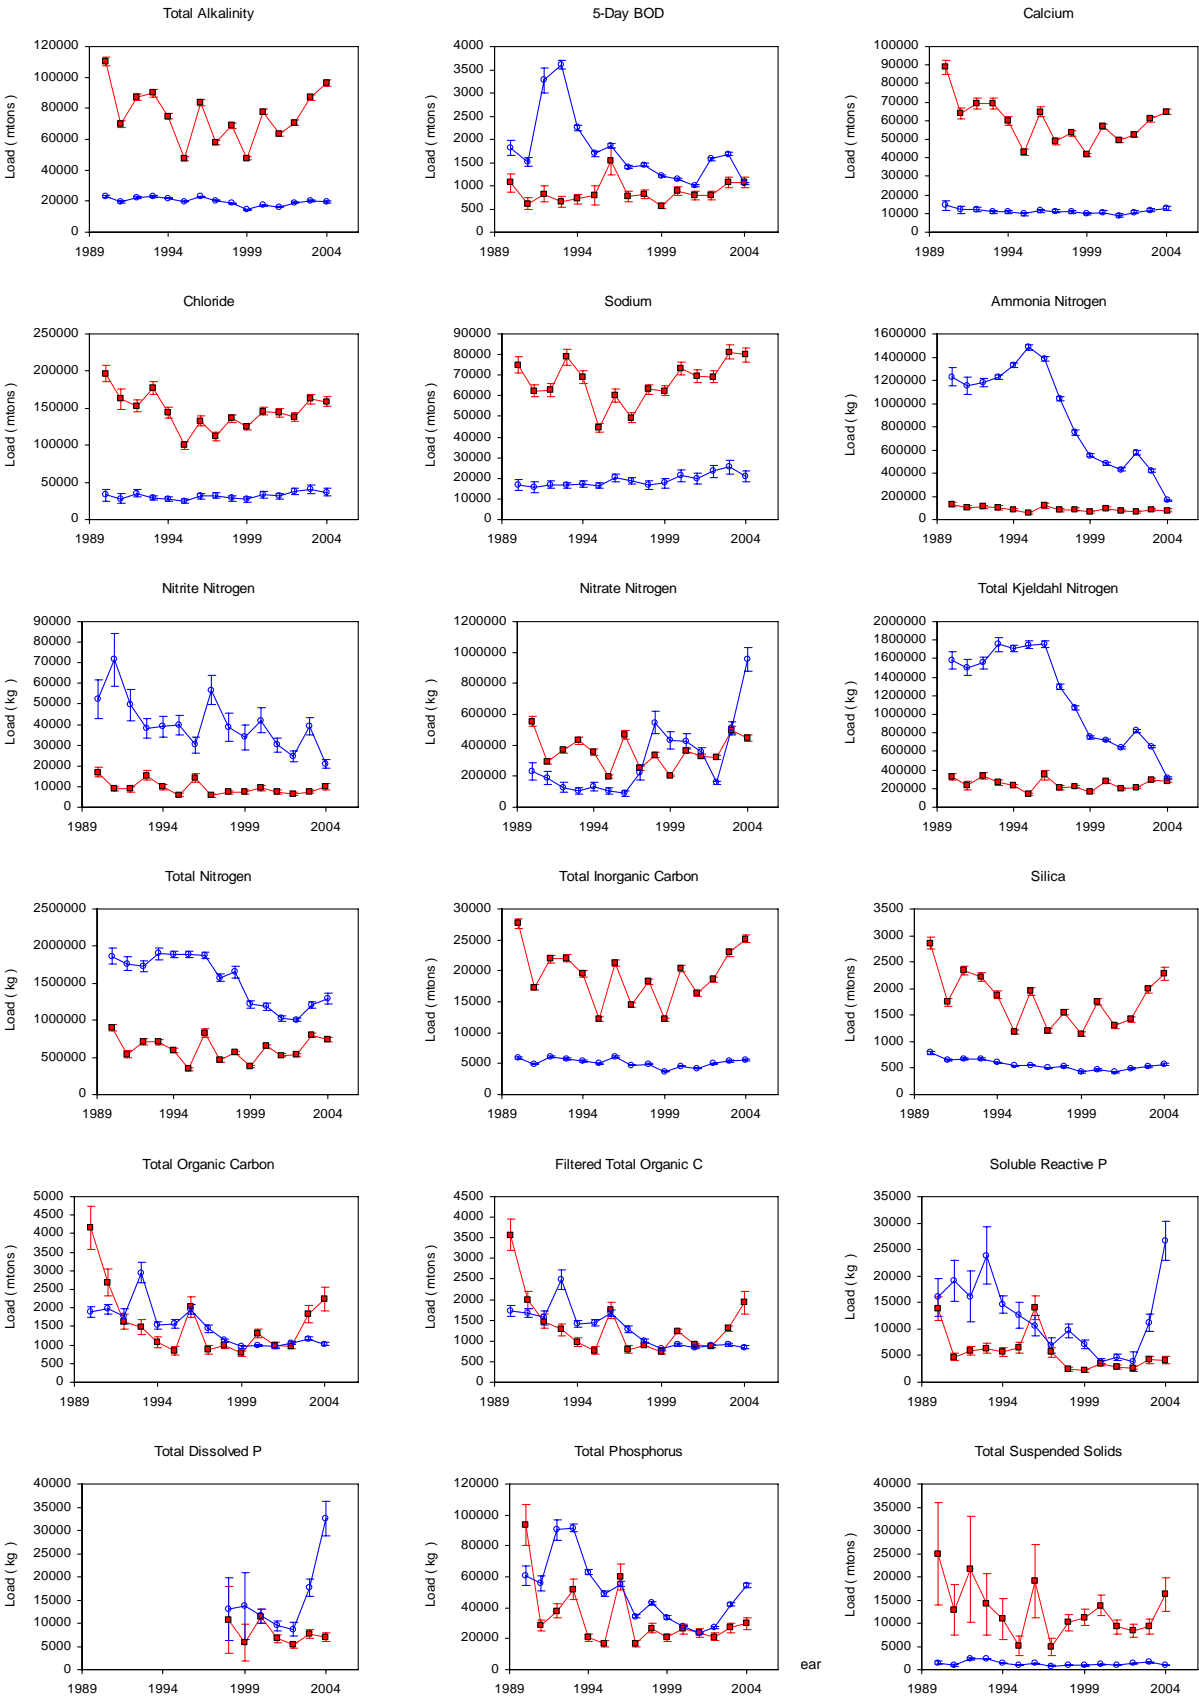 Total Alkalinity
5-Day BOD
Calcium
Load ( mtons )
120000
100000
80000
60000
40000
20000
0
1989 1994 1999 2004
4000
3500
3000
2500
2000
1500
1000
500
0
1989 1994 1999 2004
Load ( mtons )
100000
90000
80000
70000
60000
50000
40000
30000
20000
10000
0
1989 1994 1999 2004
Chloride
Sodium
Ammonia Nitrogen
Load ( mtons )
250000
200000
150000
100000
50000
0
1989 1994 1999 2004
90000
80000
70000
60000
50000
40000
30000
20000
10000
0
1989 1994 1999 2004
Load ( kg )
1600000
1400000
1200000
1000000
800000
600000
400000
200000
0
1989 1994 1999 2004
Nitrite Nitrogen
Nitrate Nitrogen
Total Kjeldahl Nitrogen
Load ( kg )
90000
80000
70000
60000
50000
40000
30000
20000
10000
0
1989 1994 1999 2004
1200000
1000000
800000
600000
400000
200000
0
1989 1994 1999 2004
Load ( kg )
2000000
1800000
1600000
1400000
1200000
1000000
800000
600000
400000
200000
0
1989 1994 1999 2004
Total Nitrogen
Total Inorganic Carbon
Silica
Load ( kg )
2500000
2000000
1500000
1000000
500000
0
1989 1994 1999 2004
Load ( mtons )
30000
25000
20000
15000
10000
5000
0
1989 1994 1999 2004
Load ( mtons )
3500
3000
2500
2000
1500
1000
500
0
1989 1994 1999 2004
Total Organic Carbon
Filtered Total Organic C
Soluble Reactive P
Load ( mtons )
5000
4500
4000
3500
3000
2500
2000
1500
1000
500
0
1989 1994 1999 2004
Load ( mtons )
4500
4000
3500
3000
2500
2000
1500
1000
500
0
1989 1994 1999 2004
Load ( kg )
35000
30000
25000
20000
15000
10000
5000
0
1989 1994 1999 2004
Total Dissolved P
Total Phosphorus
Total Suspended Solids
Load ( kg )
40000
35000
30000
25000
20000
15000
10000
5000
0
1989 1994 1999 2004
Load ( kg )
120000
100000
80000
60000
40000
20000
0
1989 1994 1999 2004
ear
Load ( mtons )
40000
35000
30000
25000
20000
15000
10000
5000
0
1989 1994 1999 2004